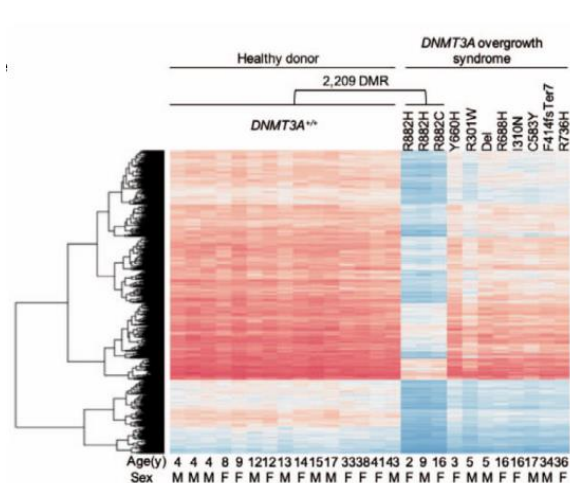 Healthy donor
DNMT3A overgrowth
syndrome
2,209 DMR
DNMT3A+/+
R882H
R882H
R882C
Y660H
R301W
Del
R688H
I310N
C583Y
F414fsTer7
R736H
Age(y) 4 4 4 8 9 12 12 13 14 15 17 33 38 41 43 2 9 16 3 5 5 16 16 17 34 36